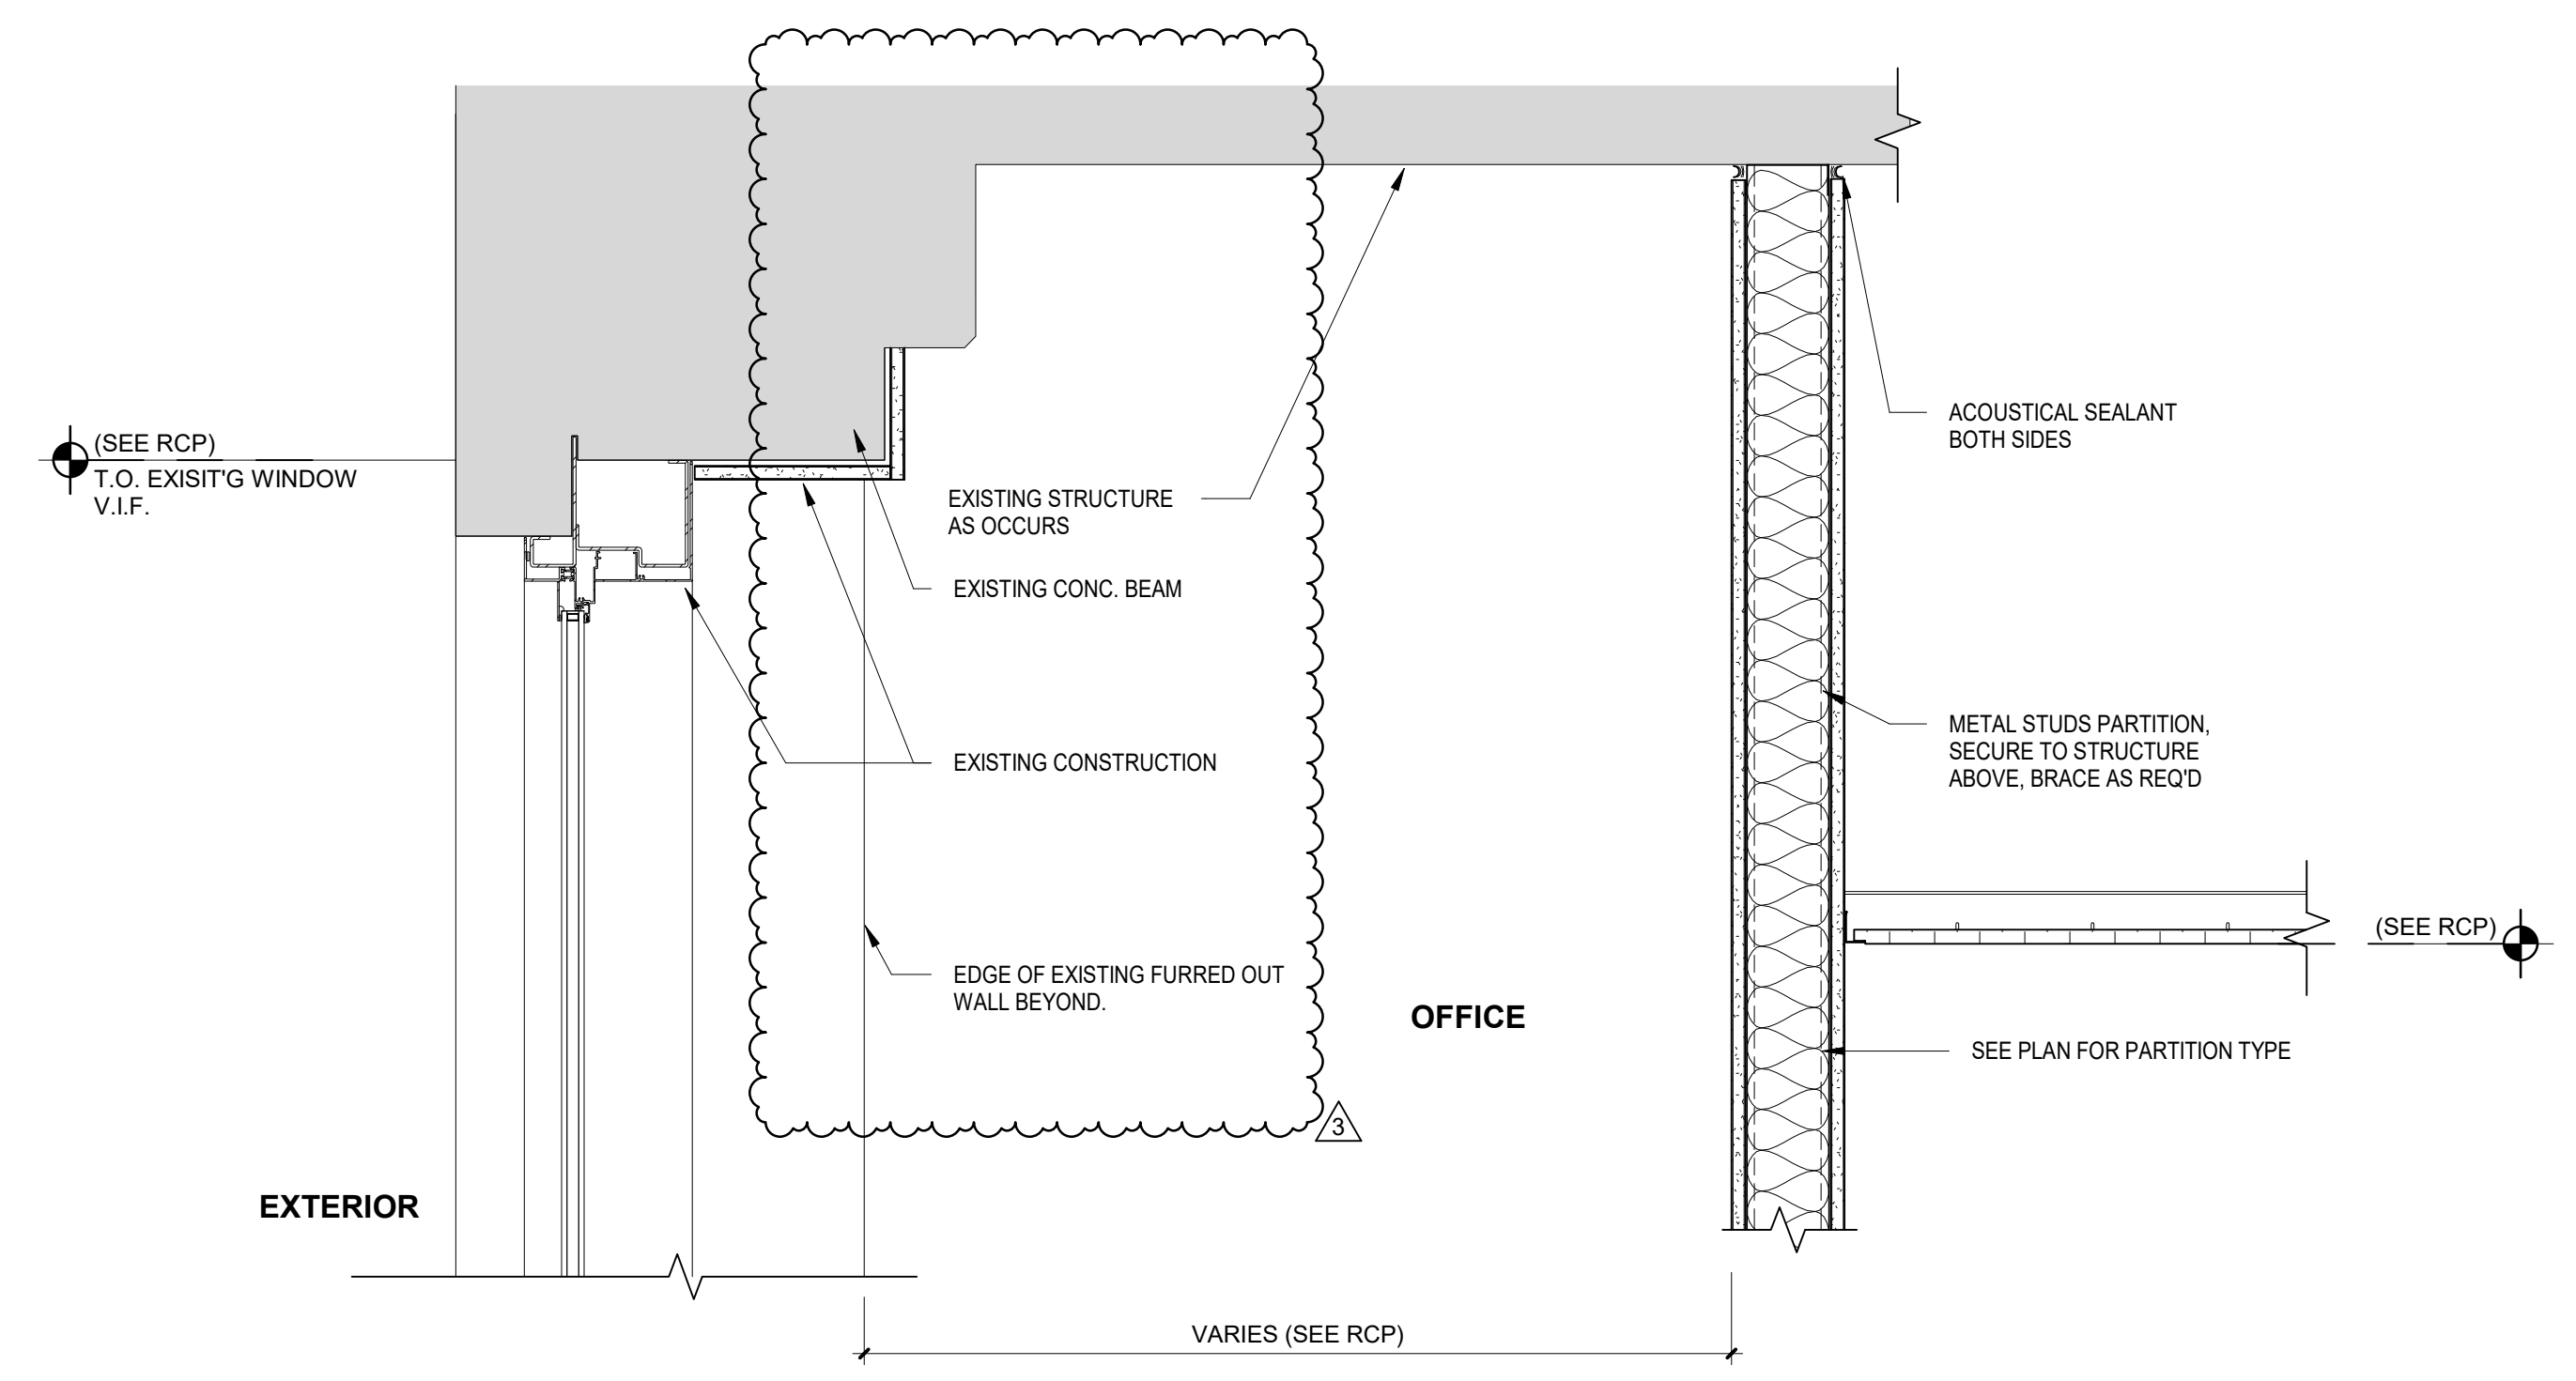 (SEE RCP)
T.O. EXISIT'G WINDOW
V.I.F.
ACOUSTICAL SEALANT
BOTH SIDES
EXISTING STRUCTURE
AS OCCURS
EXISTING CONC. BEAM
METAL STUDS PARTITION,
SECURE TO STRUCTURE
ABOVE, BRACE AS REQ'D
EXISTING CONSTRUCTION
(SEE RCP)
EDGE OF EXISTING FURRED OUT
WALL BEYOND.
OFFICE
SEE PLAN FOR PARTITION TYPE
3
EXTERIOR
VARIES (SEE RCP)